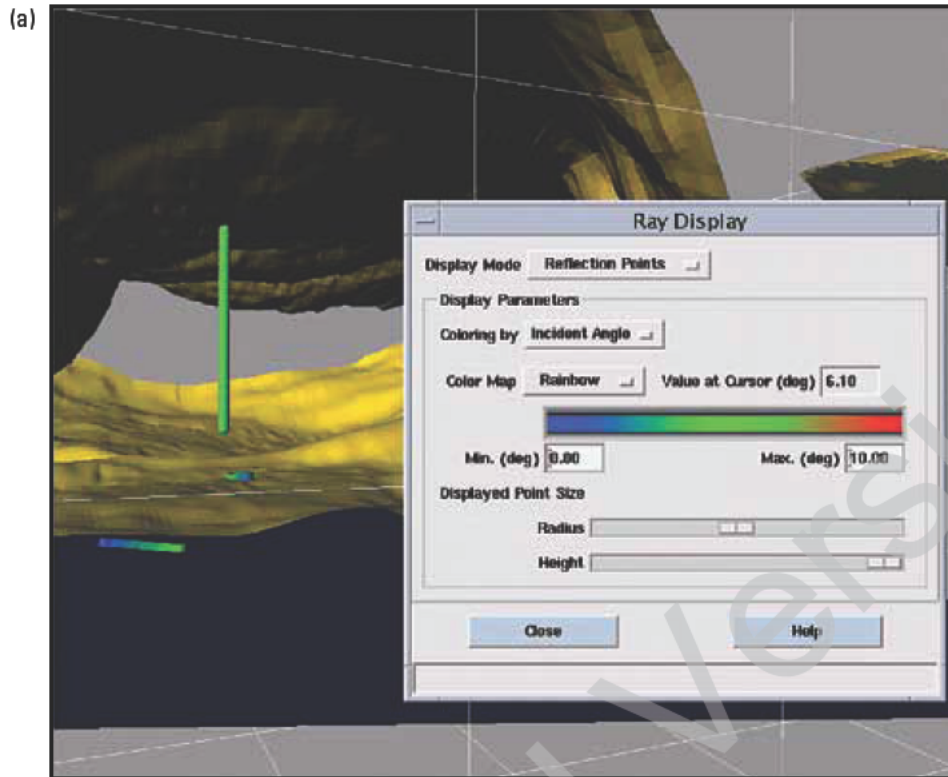 (a)
Ray Display
Display Mode Reflection Points
Display Parameters
Coloring by Incident Angle
Color Map Rainbow Value at Cursor (deg) 6.10
Min. (deg) 0.00 Max. (deg) 10.00
Displayed Point Size
Radius
Height
Close Help